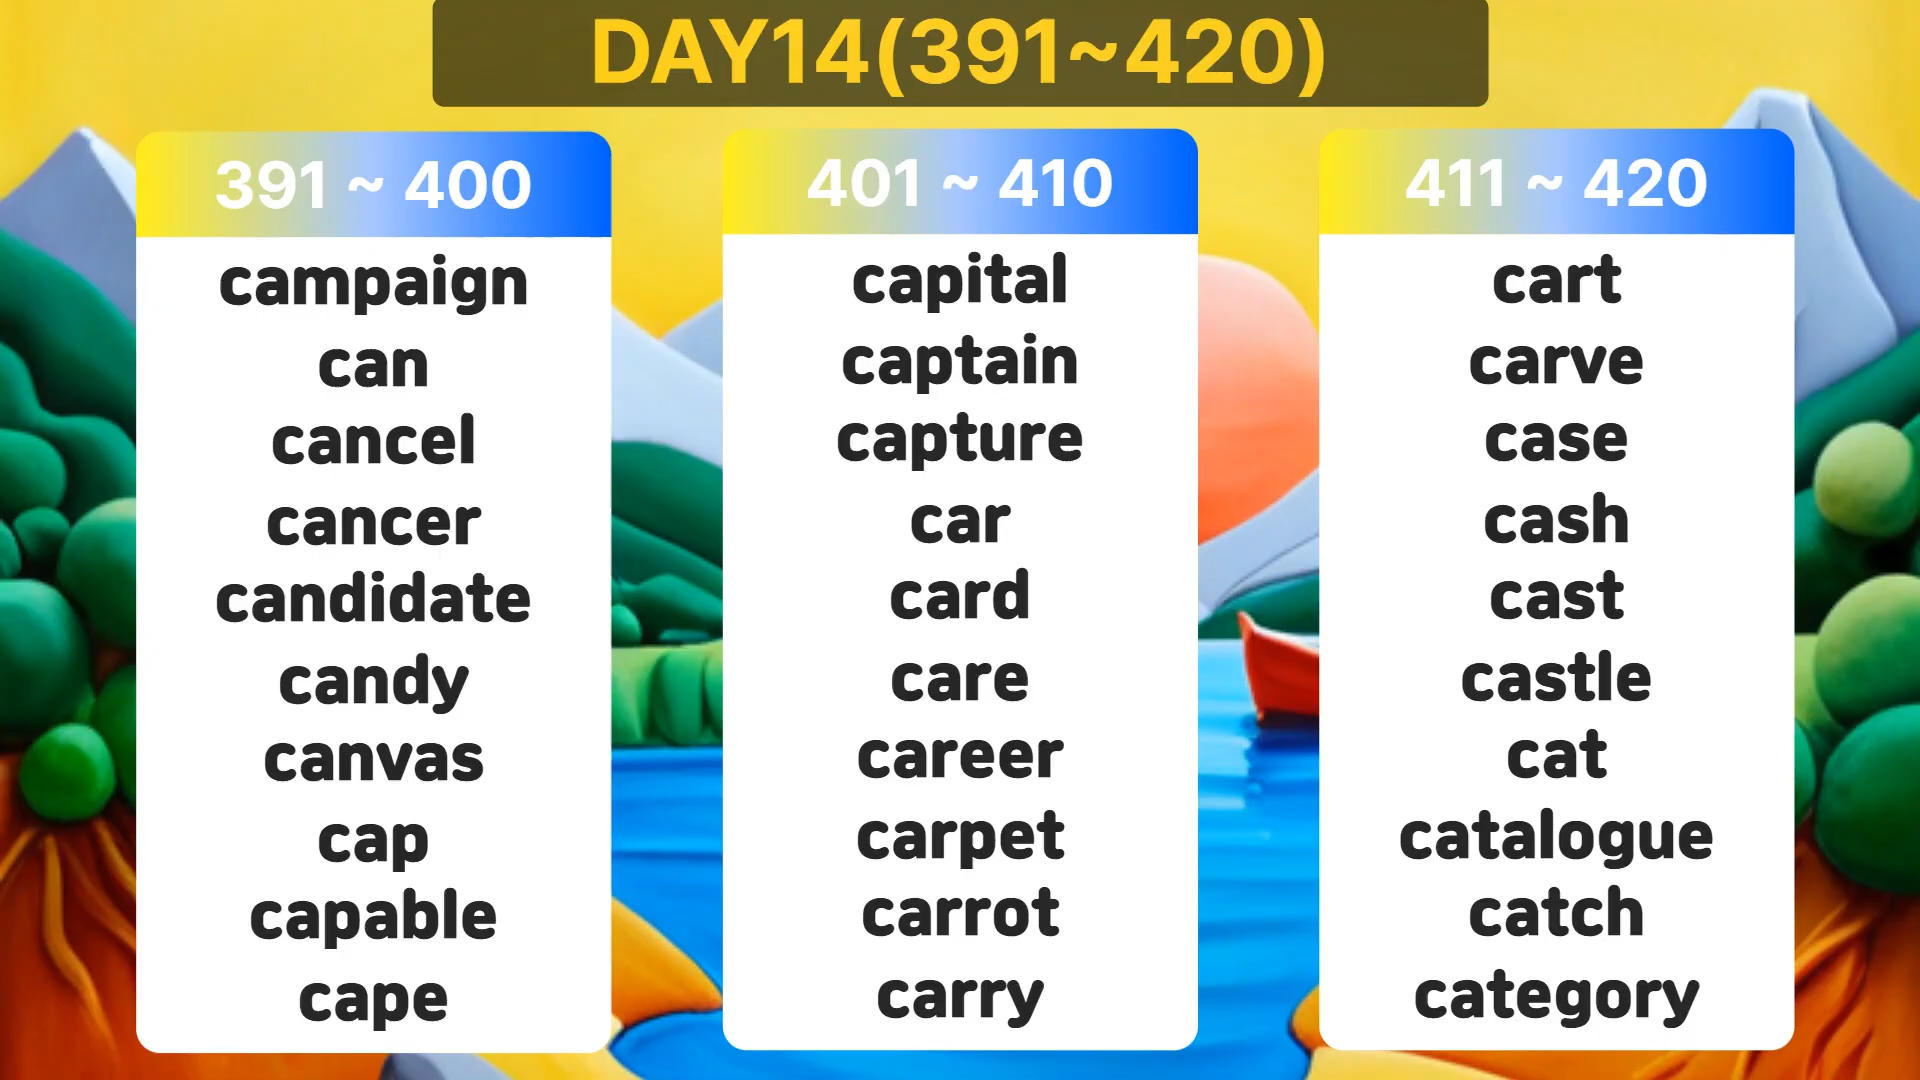 DAY14(391~420)
391 ~ 400
campaign
can
cancel
cancer
candidate
candy
canvas
cap
capable
cape
401 ~ 410
capital
captain
capture
car
card
care
career
carpet
carrot
carry
411 ~ 420
cart
carve
case
cash
cast
castle
cat
catalogue
catch
category